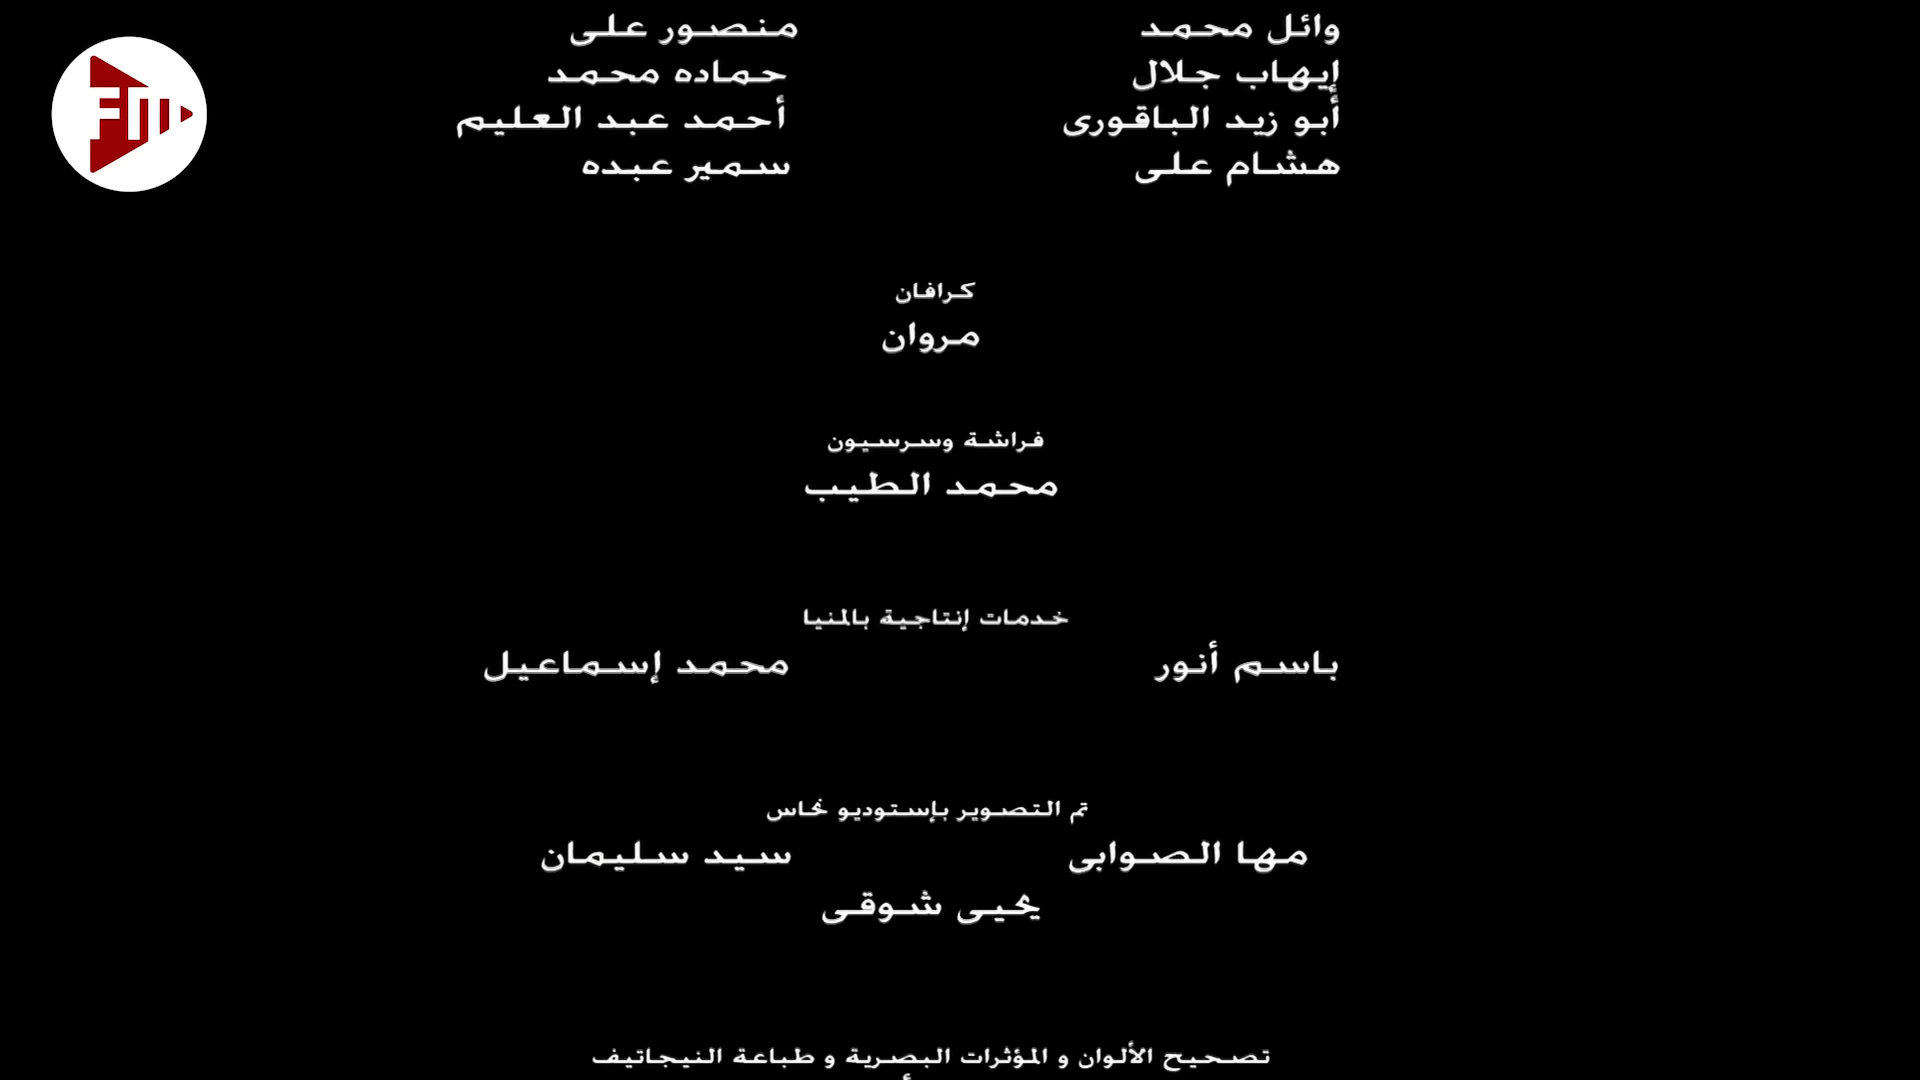 وائل محمد منصور على
إيهاب جلال حماده محمد
أبو زيد الباقورى أحمد عبد العليم
هشام على سمير عبده
كرافان
مروان
فراشة وسرسيون
محمد الطيب
خدمات إنتاجية بالمنيا
باسم أنور محمد إسماعيل
تم التصوير بإستوديو نحاس
مها الصوابى سيد سليمان
يحيى شوقى
تصحيح الألوان و المؤثرات البصرية و طباعة النيجاتيف